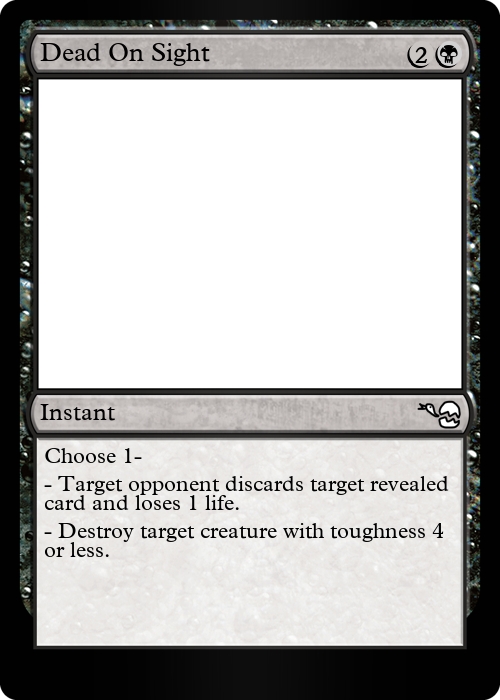 Dead On Sight
2
Instant
Choose 1-
- Target opponent discards target revealed
card and loses 1 life.
- Destroy target creature with toughness 4
or less.